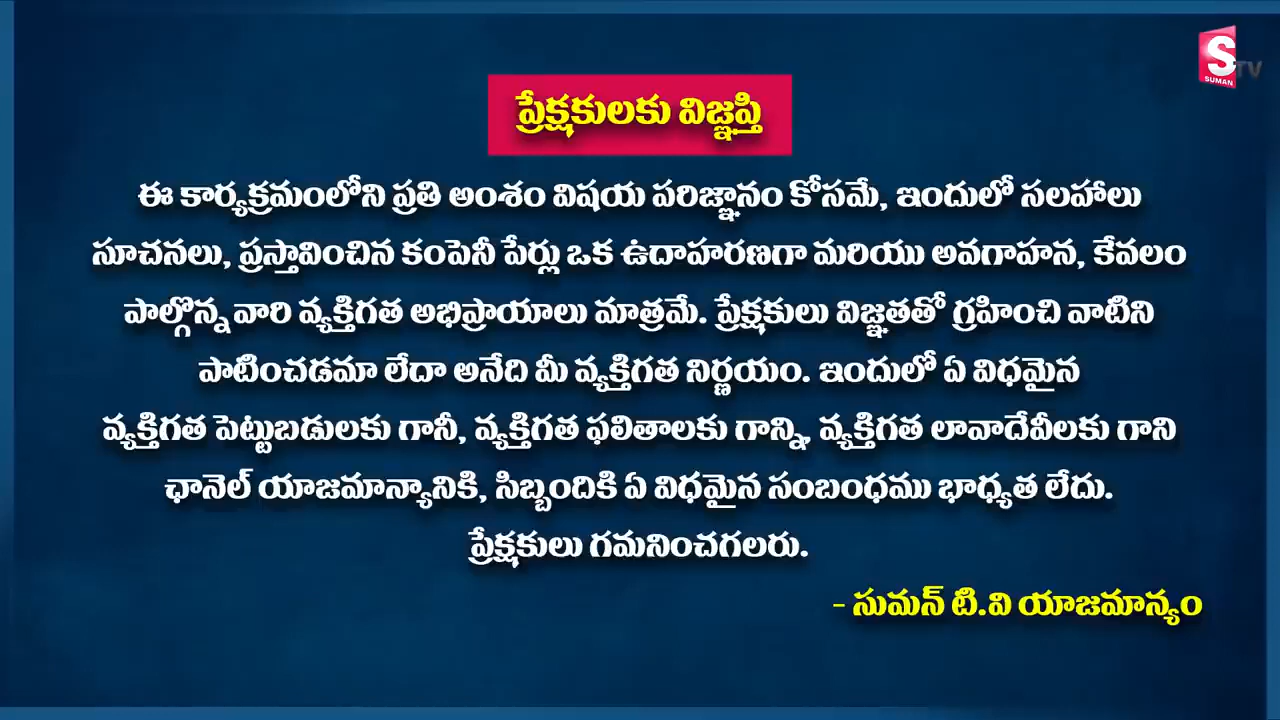 S TV
SUMAN
ప్రేక్షకులకు విజ్ఞప్తి
ఈ కార్యక్రమంలోని ప్రతి అంశం విషయ పరిజ్ఞానం కోసమే, ఇందులో సలహాలు
సూచనలు, ప్రస్తావించిన కంపెనీ పేర్లు ఒక ఉదాహరణగా మరియు అవగాహన, కేవలం
పాల్గొన్న వారి వ్యక్తిగత అభిప్రాయాలు మాత్రమే. ప్రేక్షకులు విజ్ఞతతో గ్రహించి వాటిని
పాటించడమా లేదా అనేది మీ వ్యక్తిగత నిర్ణయం. ఇందులో ఏ విధమైన
వ్యక్తిగత పెట్టుబడులకు గానీ, వ్యక్తిగత ఫలితాలకు గాన్ని, వ్యక్తిగత లావాదేవీలకు గాని
ఛానెల్ యాజమాన్యానికి, సిబ్బందికి ఏ విధమైన సంబంధము భాధ్యత లేదు.
ప్రేక్షకులు గమనించగలరు.
- సుమన్ టి.వి యాజమాన్యం